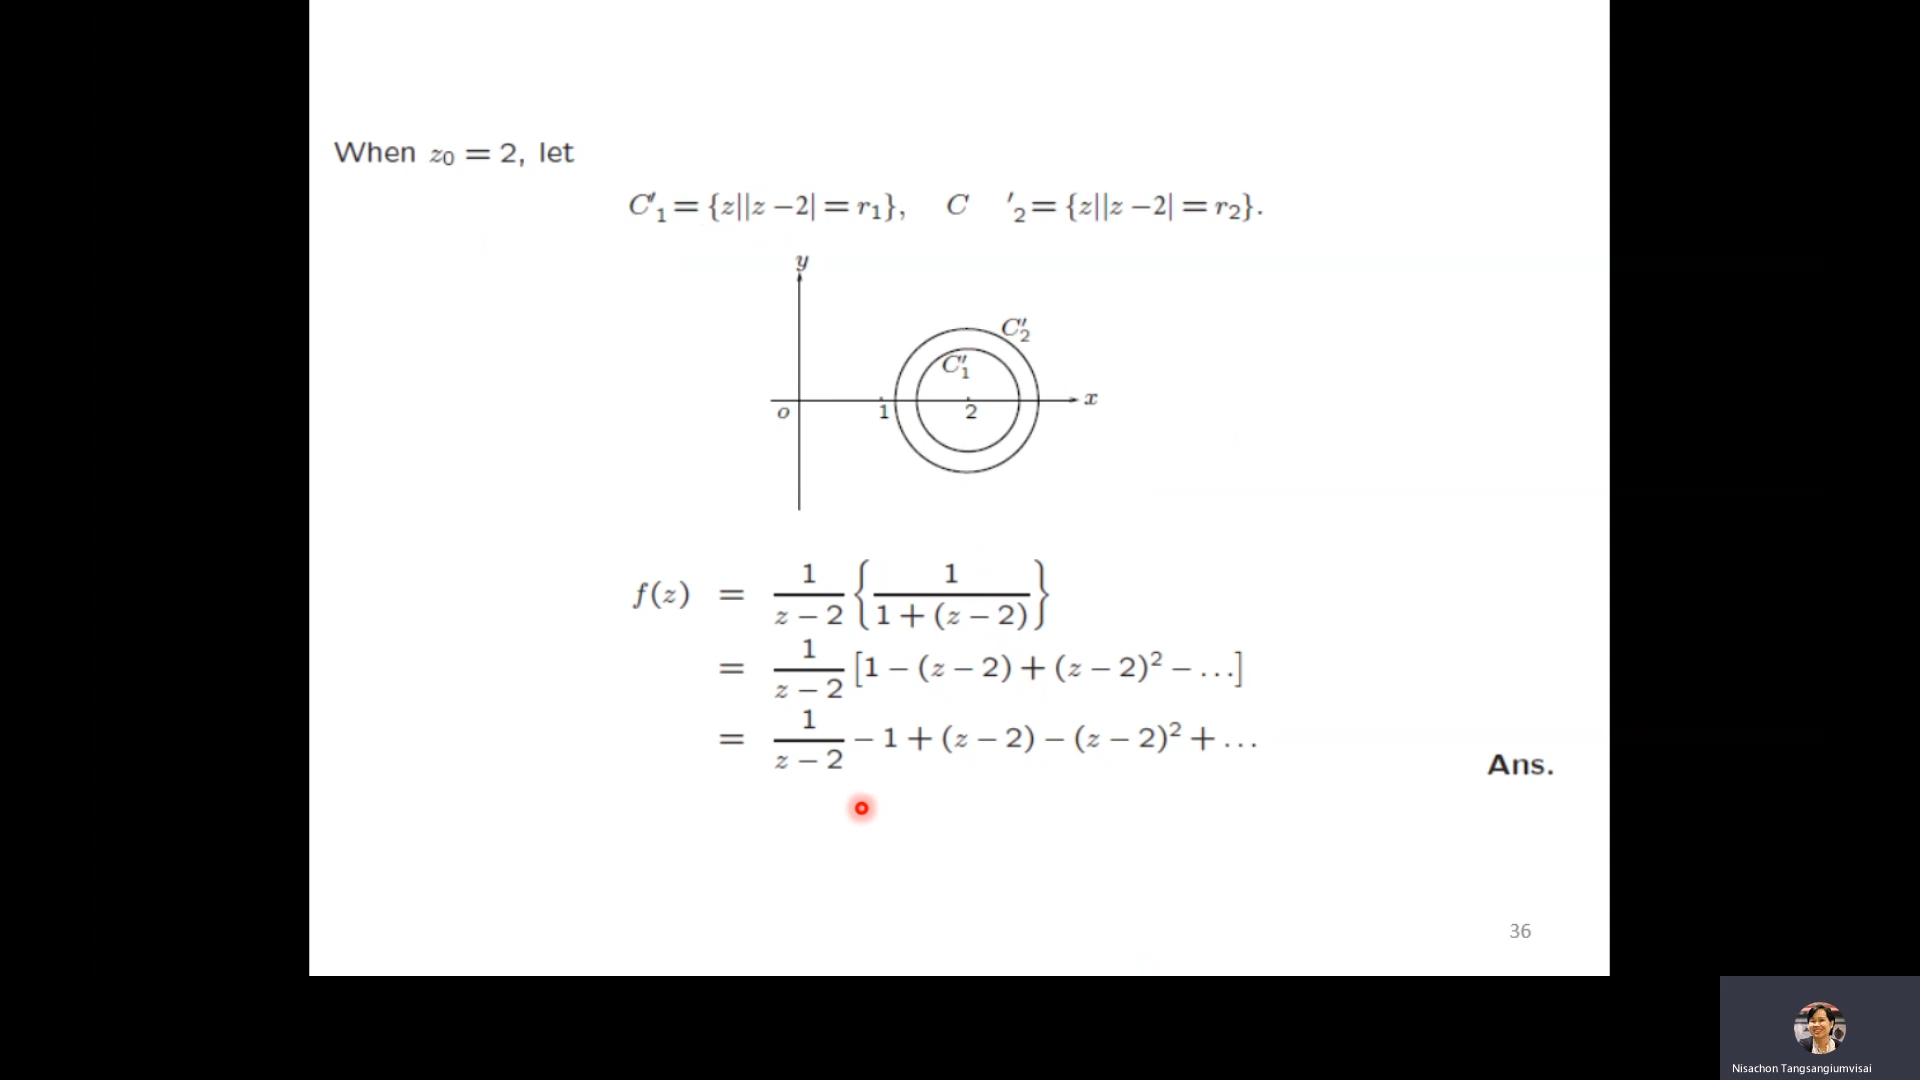 When z₀ = 2, let
C′₁ = {z||z − 2| = r₁}, C ′₂ = {z||z − 2| = r₂}.
y
C′₂
C′₁
o 1 2 x
f(z) = 1/(z − 2) {1/(1 + (z − 2))}
= 1/(z − 2) [1 − (z − 2) + (z − 2)² − …]
= 1/(z − 2) − 1 + (z − 2) − (z − 2)² + …
Ans.
36
Nisachon Tangsangiumvisai